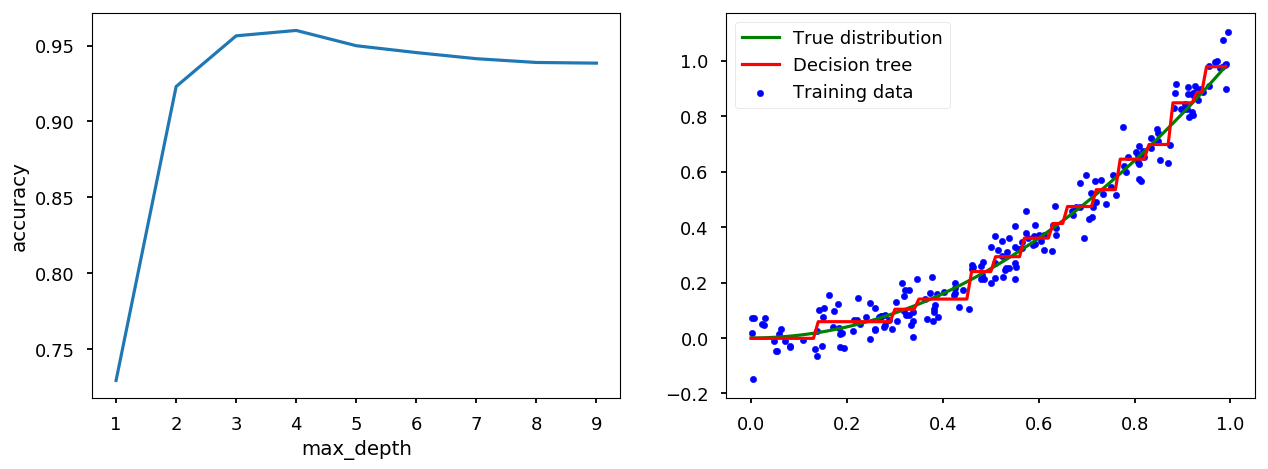 0.95
0.90
0.85
0.80
0.75
accuracy
1 2 3 4 5 6 7 8 9
max_depth
True distribution
Decision tree
Training data
1.0
0.8
0.6
0.4
0.2
0.0
−0.2
0.0 0.2 0.4 0.6 0.8 1.0